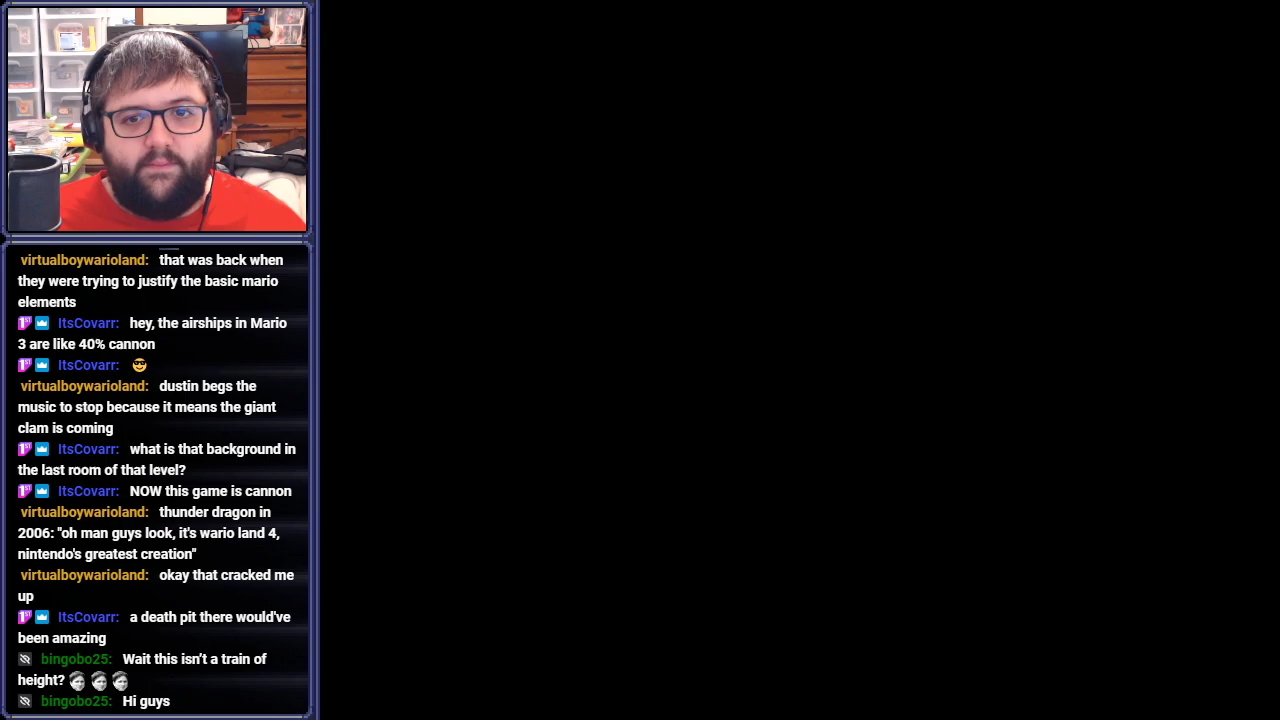 virtualboywarioland: that was back when
they were trying to justify the basic mario
elements
1ST ItsCovarr: hey, the airships in Mario
3 are like 40% cannon
1ST ItsCovarr: 😎
virtualboywarioland: dustin begs the
music to stop because it means the giant
clam is coming
1ST ItsCovarr: what is that background in
the last room of that level?
1ST ItsCovarr: NOW this game is cannon
virtualboywarioland: thunder dragon in
2006: "oh man guys look, it's wario land 4,
nintendo's greatest creation"
virtualboywarioland: okay that cracked me
up
1ST ItsCovarr: a death pit there would've
been amazing
bingobo25: Wait this isn't a train of
height?
bingobo25: Hi guys